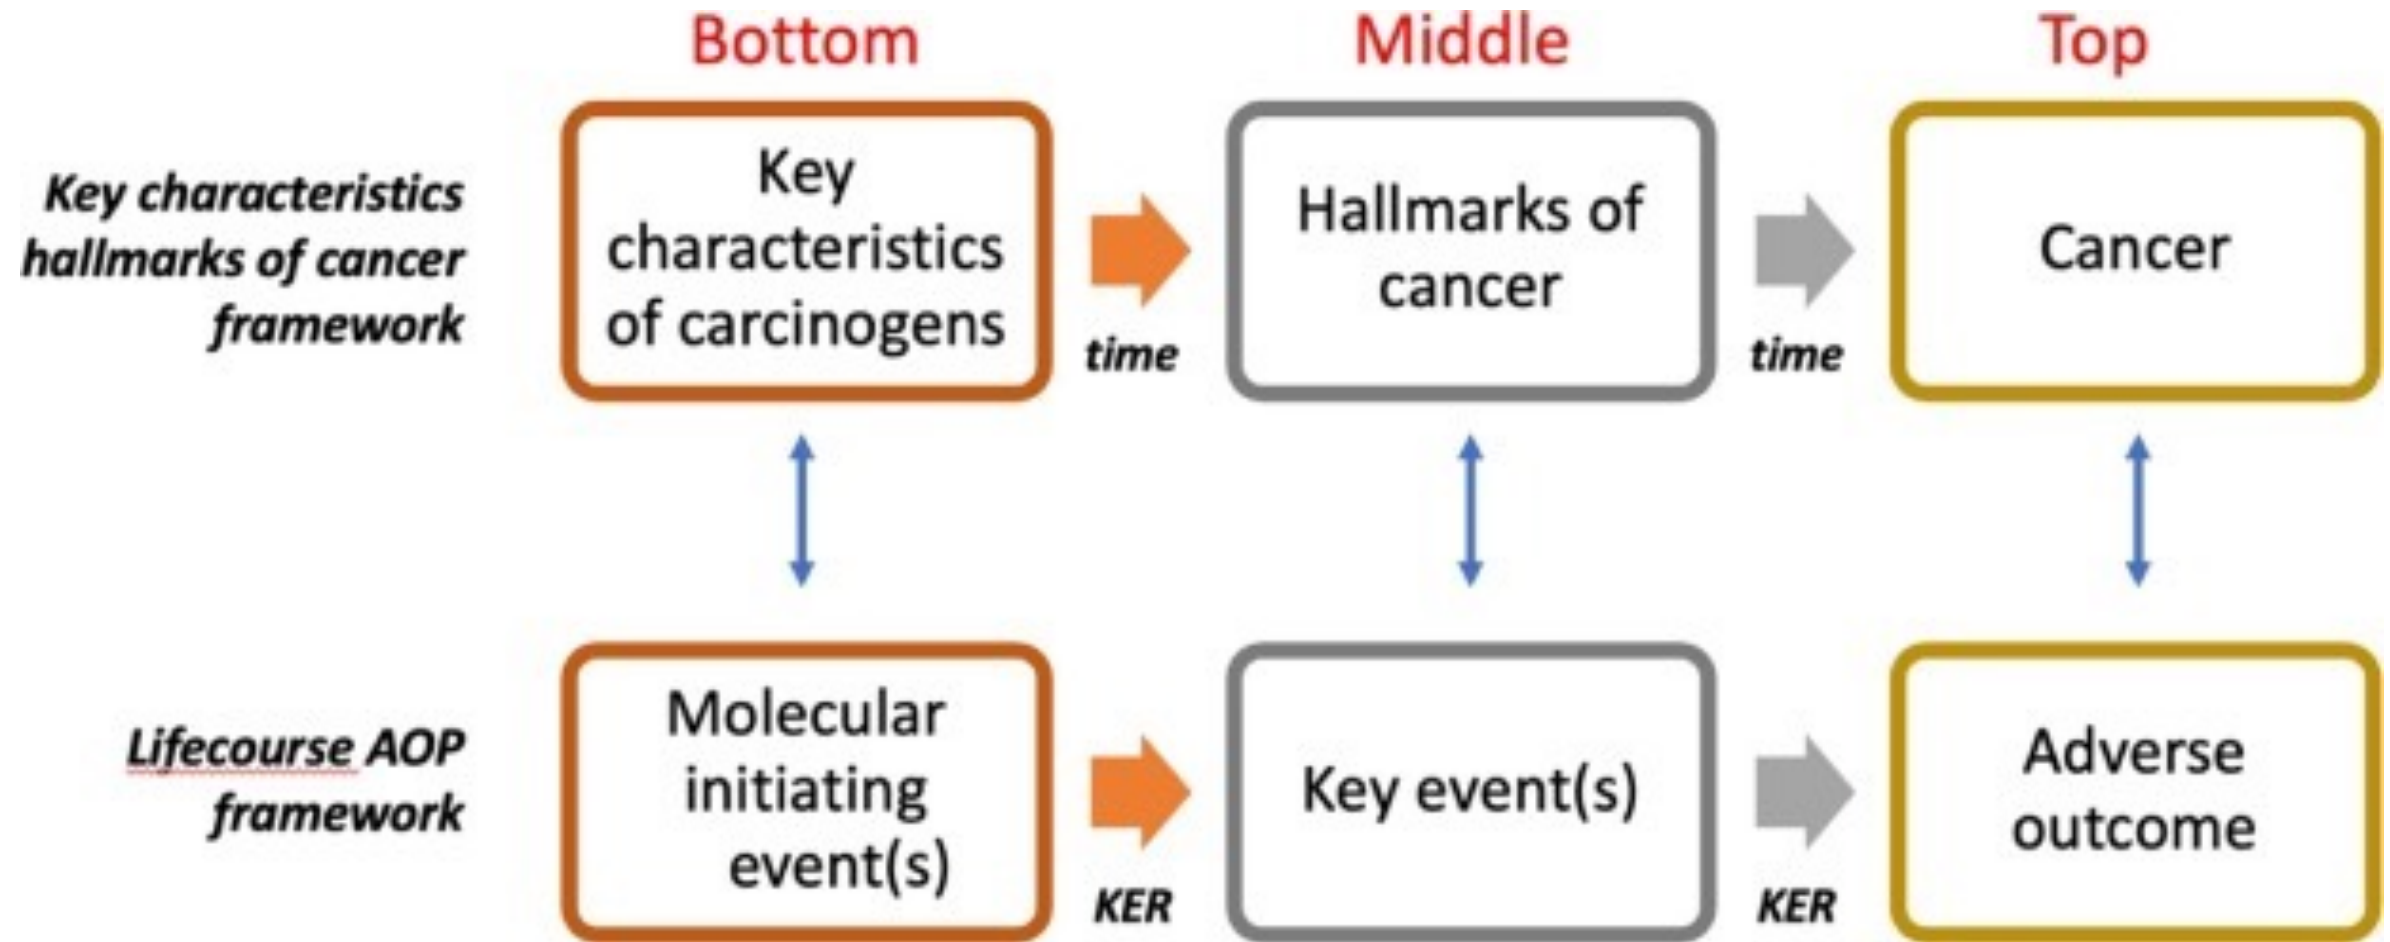 Bottom
Middle
Top
Key characteristics
hallmarks of cancer
framework
Key
characteristics
of carcinogens
time
Hallmarks of
cancer
time
Cancer
Lifecourse AOP
framework
Molecular
initiating
event(s)
KER
Key event(s)
KER
Adverse
outcome